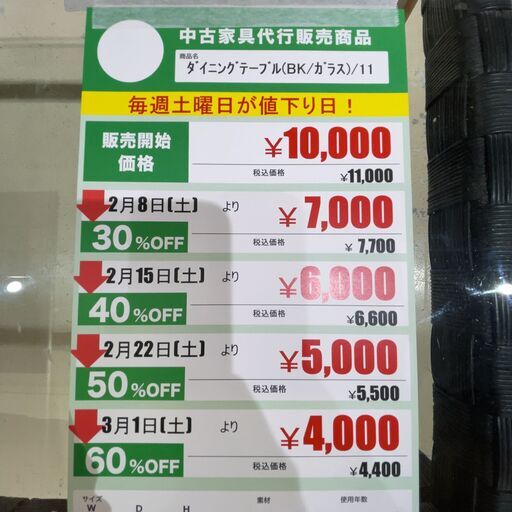 中古家具代行販売商品
商品名
ﾀﾞｲﾆﾝｸﾞﾃｰﾌﾞﾙ(BK/ｶﾞﾗｽ)/11
毎週土曜日が値下り日！
販売開始
価格
¥10,000
税込価格 ¥11,000
2月8日(土) より
30%OFF
¥7,000
税込価格 ¥7,700
2月15日(土) より
40%OFF
¥6,000
税込価格 ¥6,600
2月22日(土) より
50%OFF
¥5,000
税込価格 ¥5,500
3月1日(土) より
60%OFF
¥4,000
税込価格 ¥4,400
サイズ 素材 使用年数
W D H